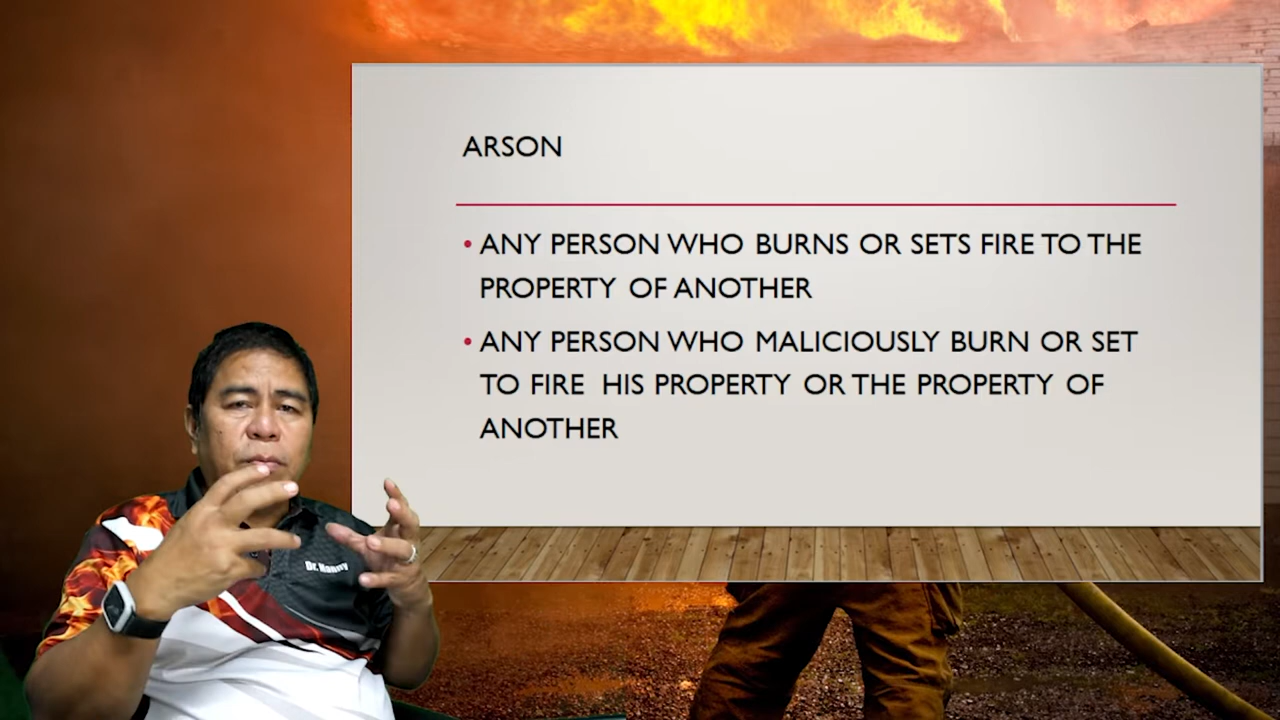 ARSON
• ANY PERSON WHO BURNS OR SETS FIRE TO THE
PROPERTY OF ANOTHER
• ANY PERSON WHO MALICIOUSLY BURN OR SET
TO FIRE HIS PROPERTY OR THE PROPERTY OF
ANOTHER
Dr. Nanny